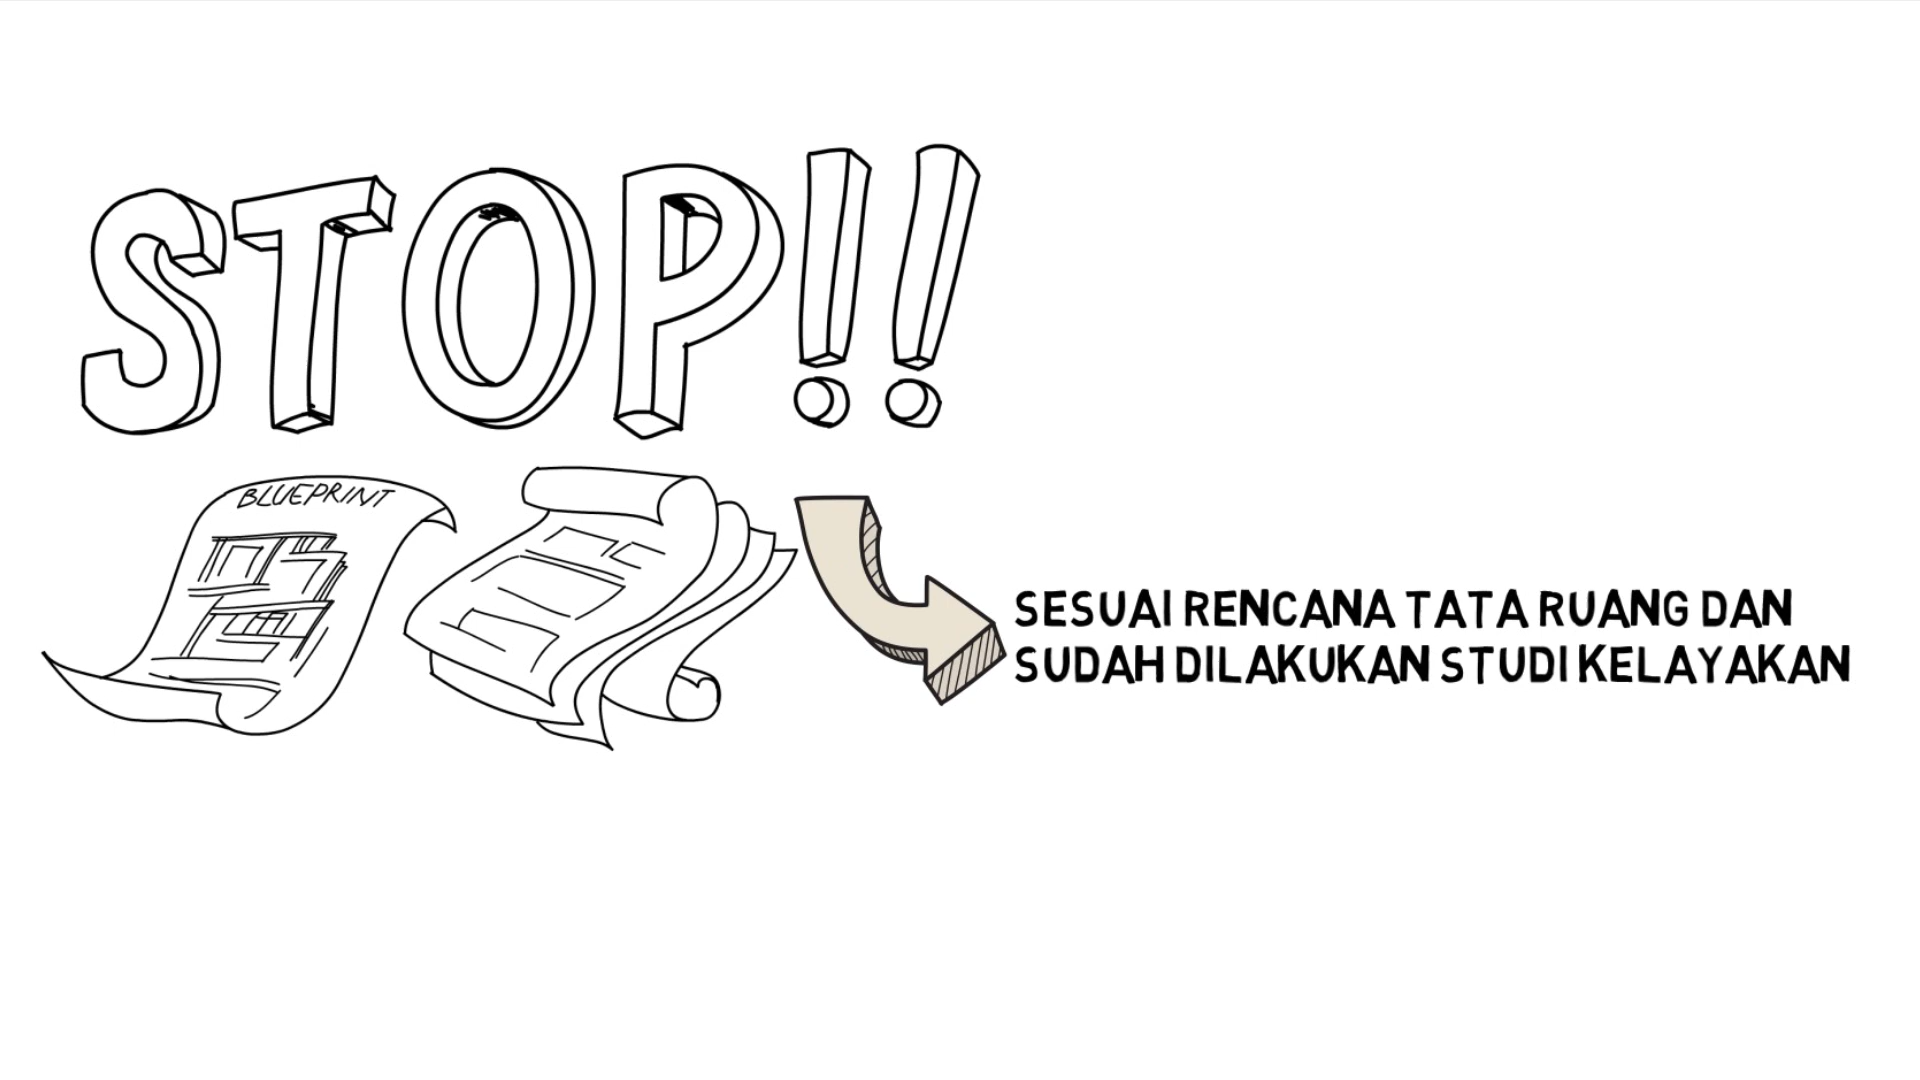 STOP!!
BLUEPRINT
SESUAI RENCANA TATA RUANG DAN
SUDAH DILAKUKAN STUDI KELAYAKAN